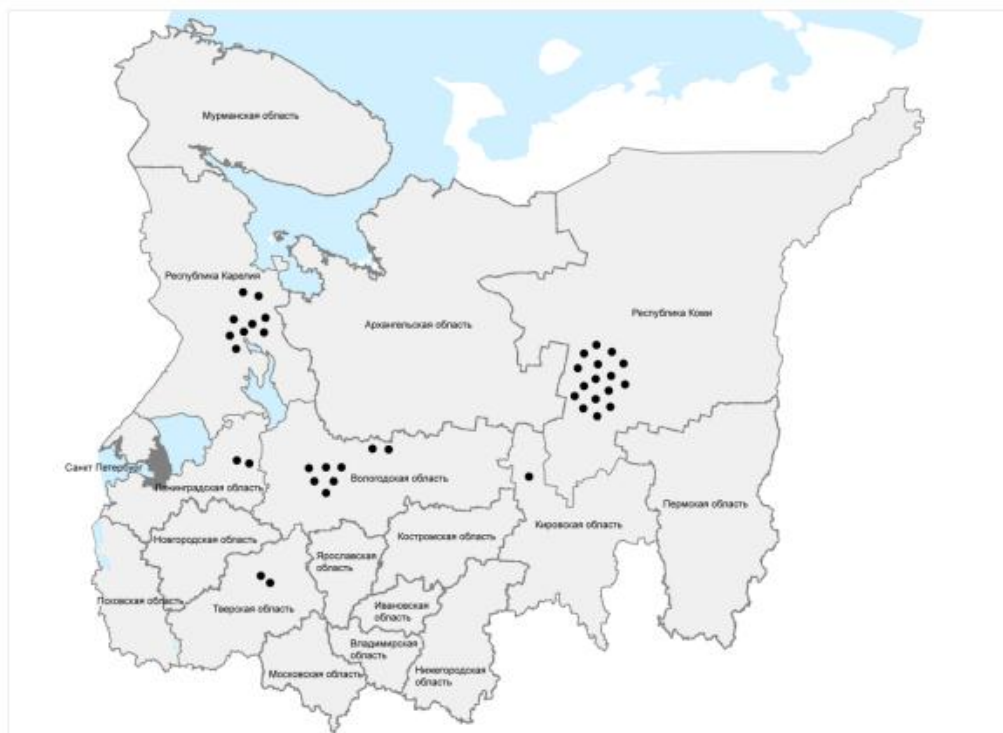 Мурманская область
Республика Карелия
Архангельская область
Республика Коми
Санкт Петербург
Ленинградская область
Вологодская область
Пермская область
Кировская область
Новгородская область
Ярославская
область
Костромская область
Псковская область
Тверская область
Ивановская
область
Владимирская
область
Московская область
Нижегородская
область